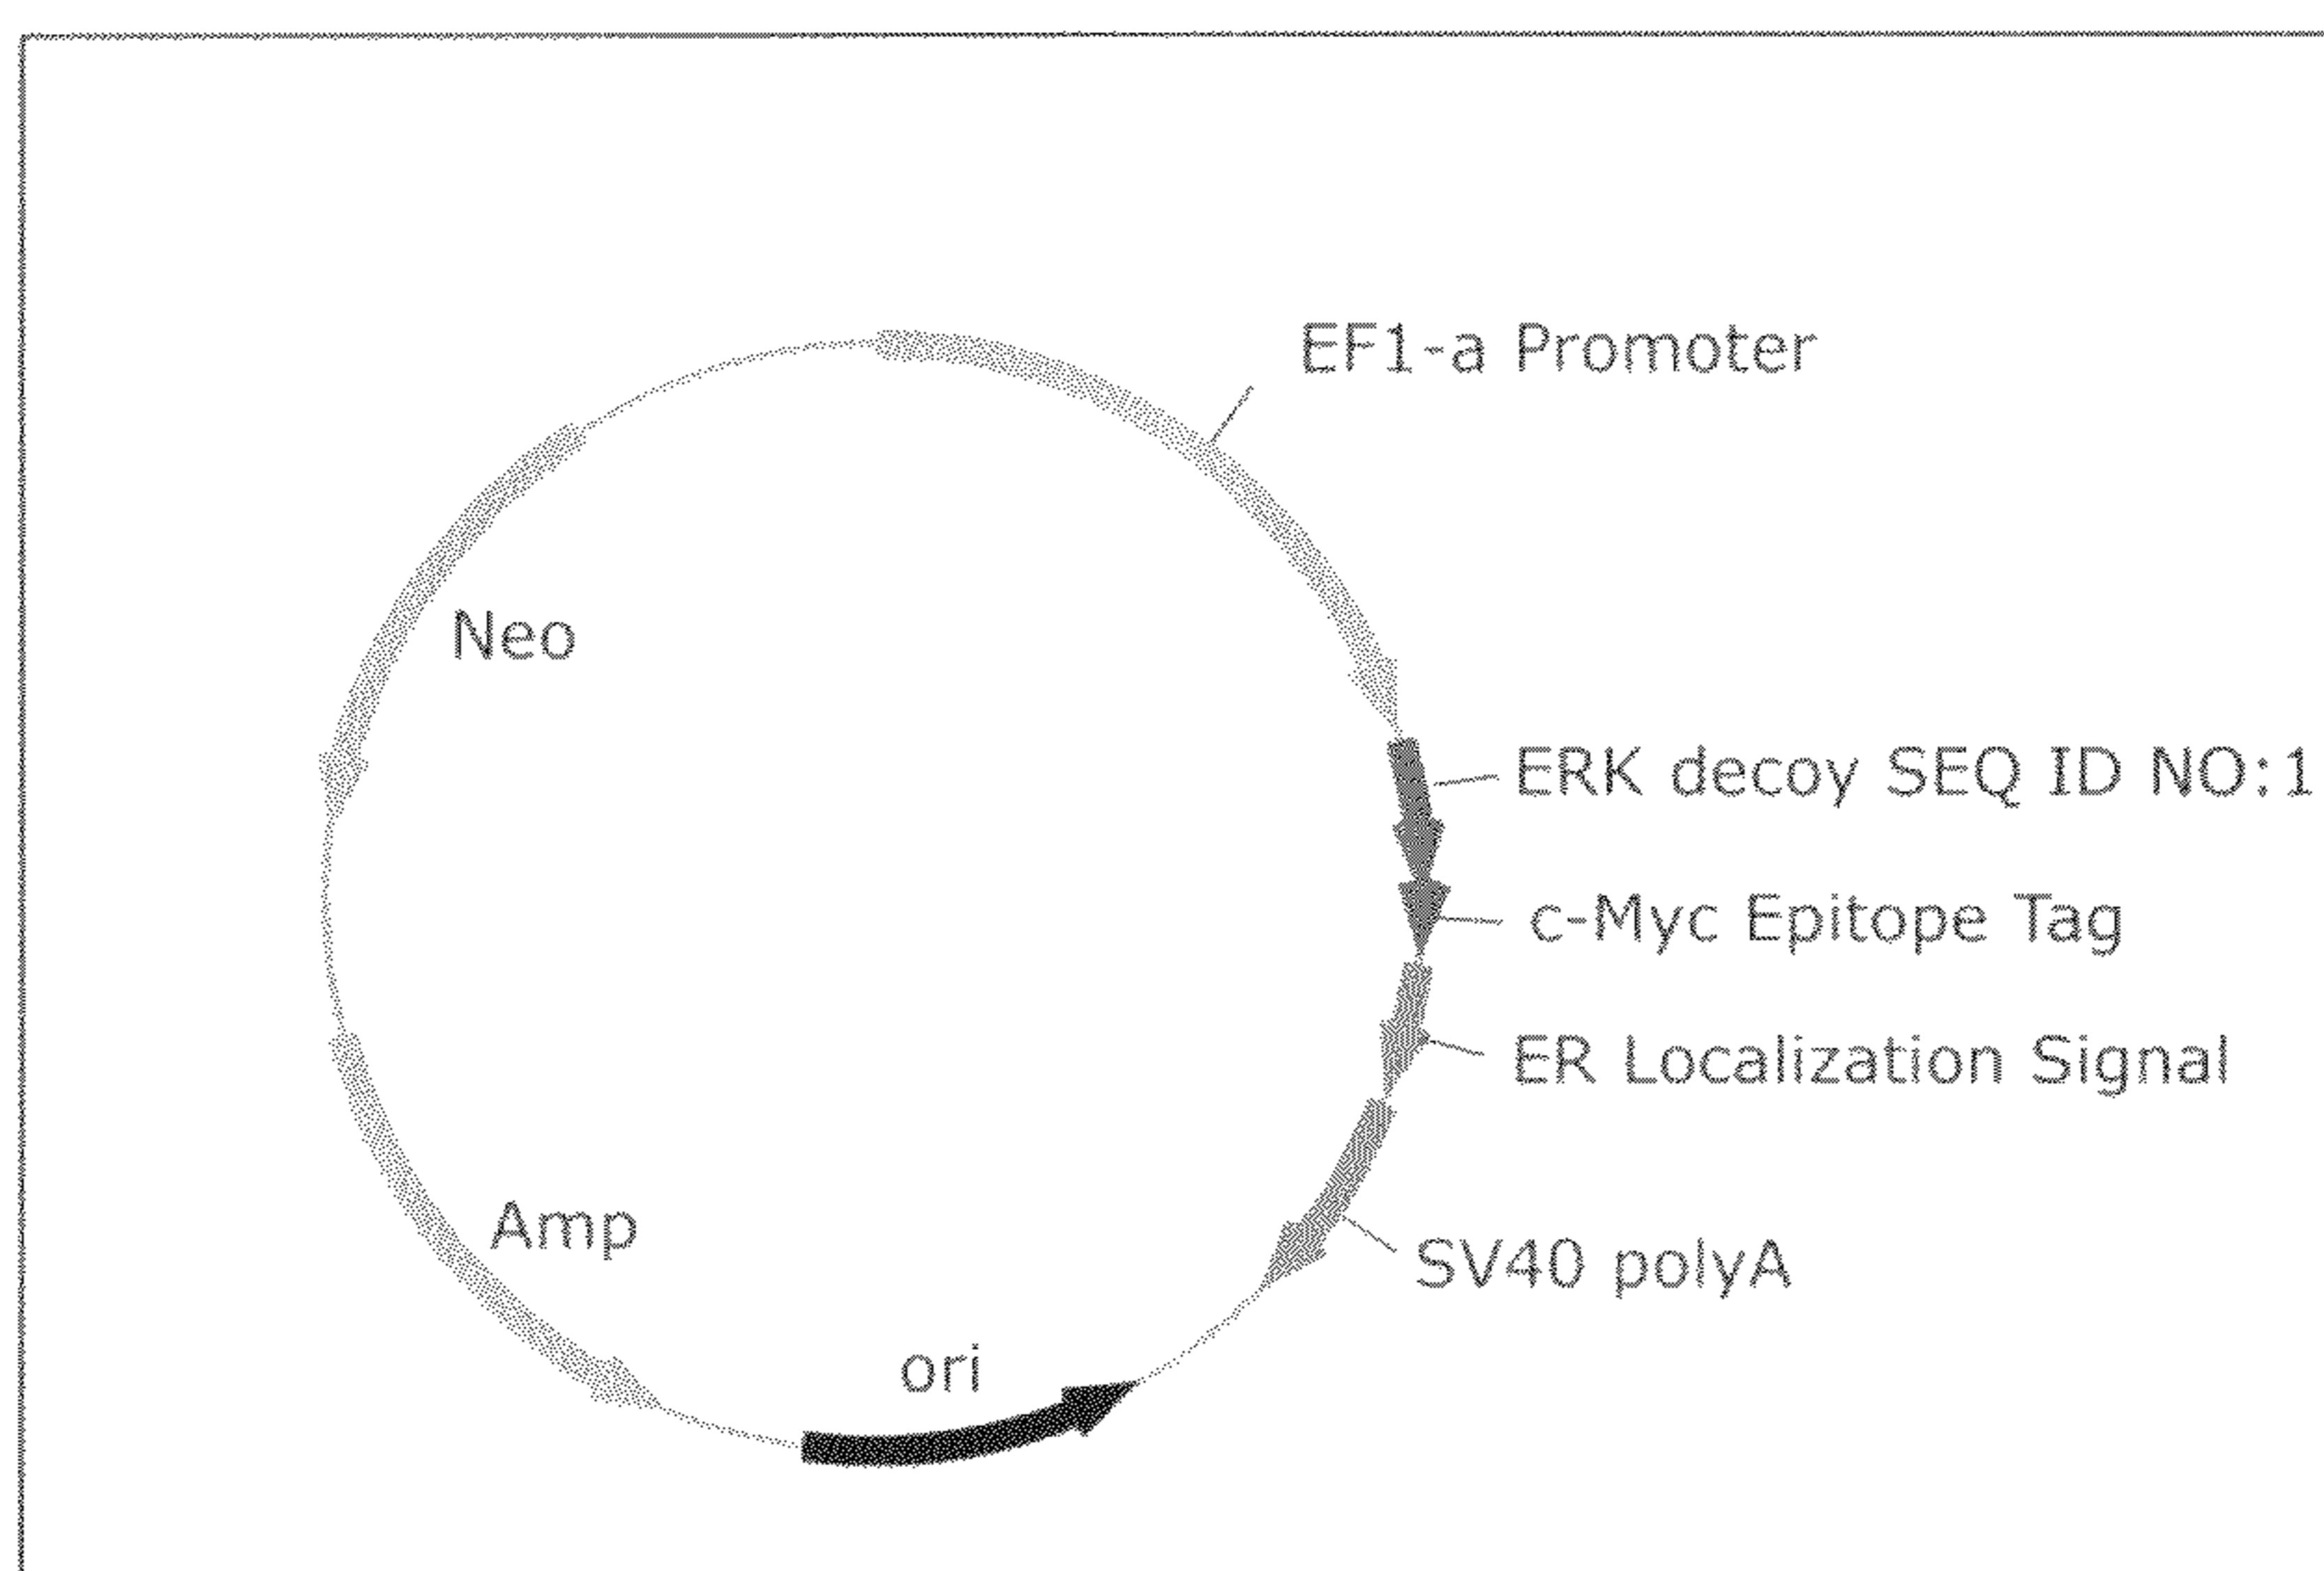 EF1-a Promoter
Neo
ERK decoy SEQ ID NO:1
c-Myc Epitope Tag
ER Localization Signal
Amp
SV40 polyA
ori